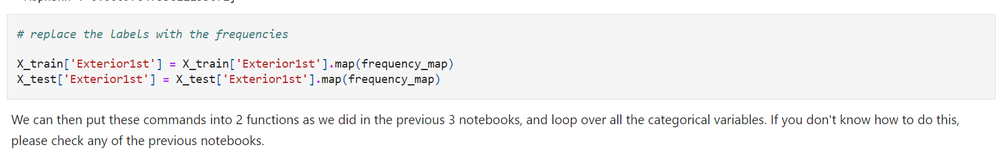 # replace the labels with the frequencies
X_train['Exterior1st'] = X_train['Exterior1st'].map(frequency_map)
X_test['Exterior1st'] = X_test['Exterior1st'].map(frequency_map)
We can then put these commands into 2 functions as we did in the previous 3 notebooks, and loop over all the categorical variables. If you don't know how to do this,
please check any of the previous notebooks.